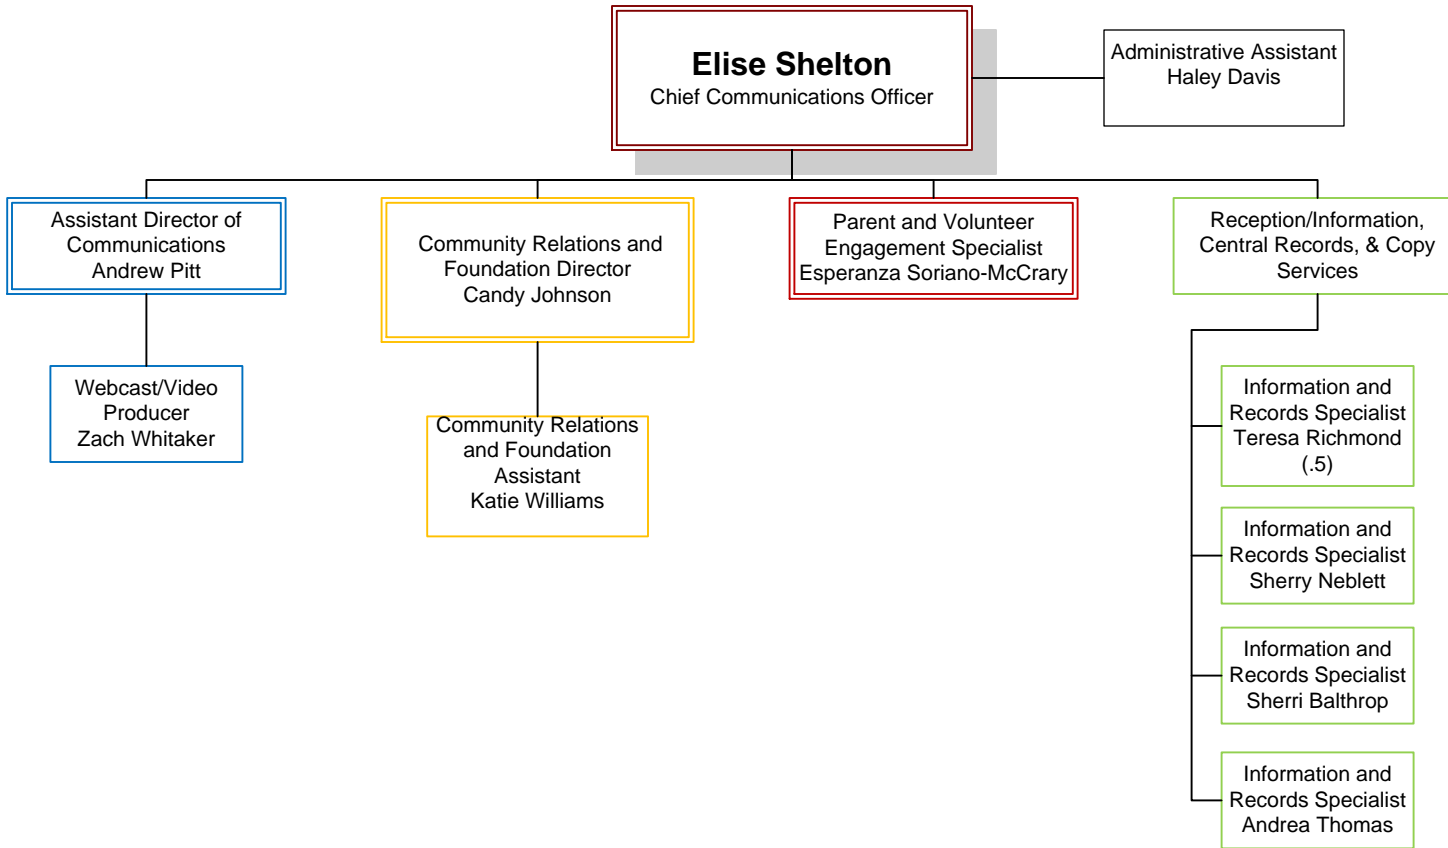 Elise Shelton
Chief Communications Officer
Administrative Assistant
Haley Davis
Assistant Director of
Communications
Andrew Pitt
Community Relations and
Foundation Director
Candy Johnson
Parent and Volunteer
Engagement Specialist
Esperanza Soriano-McCrary
Reception/Information,
Central Records, & Copy
Services
Webcast/Video
Producer
Zach Whitaker
Community Relations
and Foundation
Assistant
Katie Williams
Information and
Records Specialist
Teresa Richmond
(.5)
Information and
Records Specialist
Sherry Neblett
Information and
Records Specialist
Sherri Balthrop
Information and
Records Specialist
Andrea Thomas